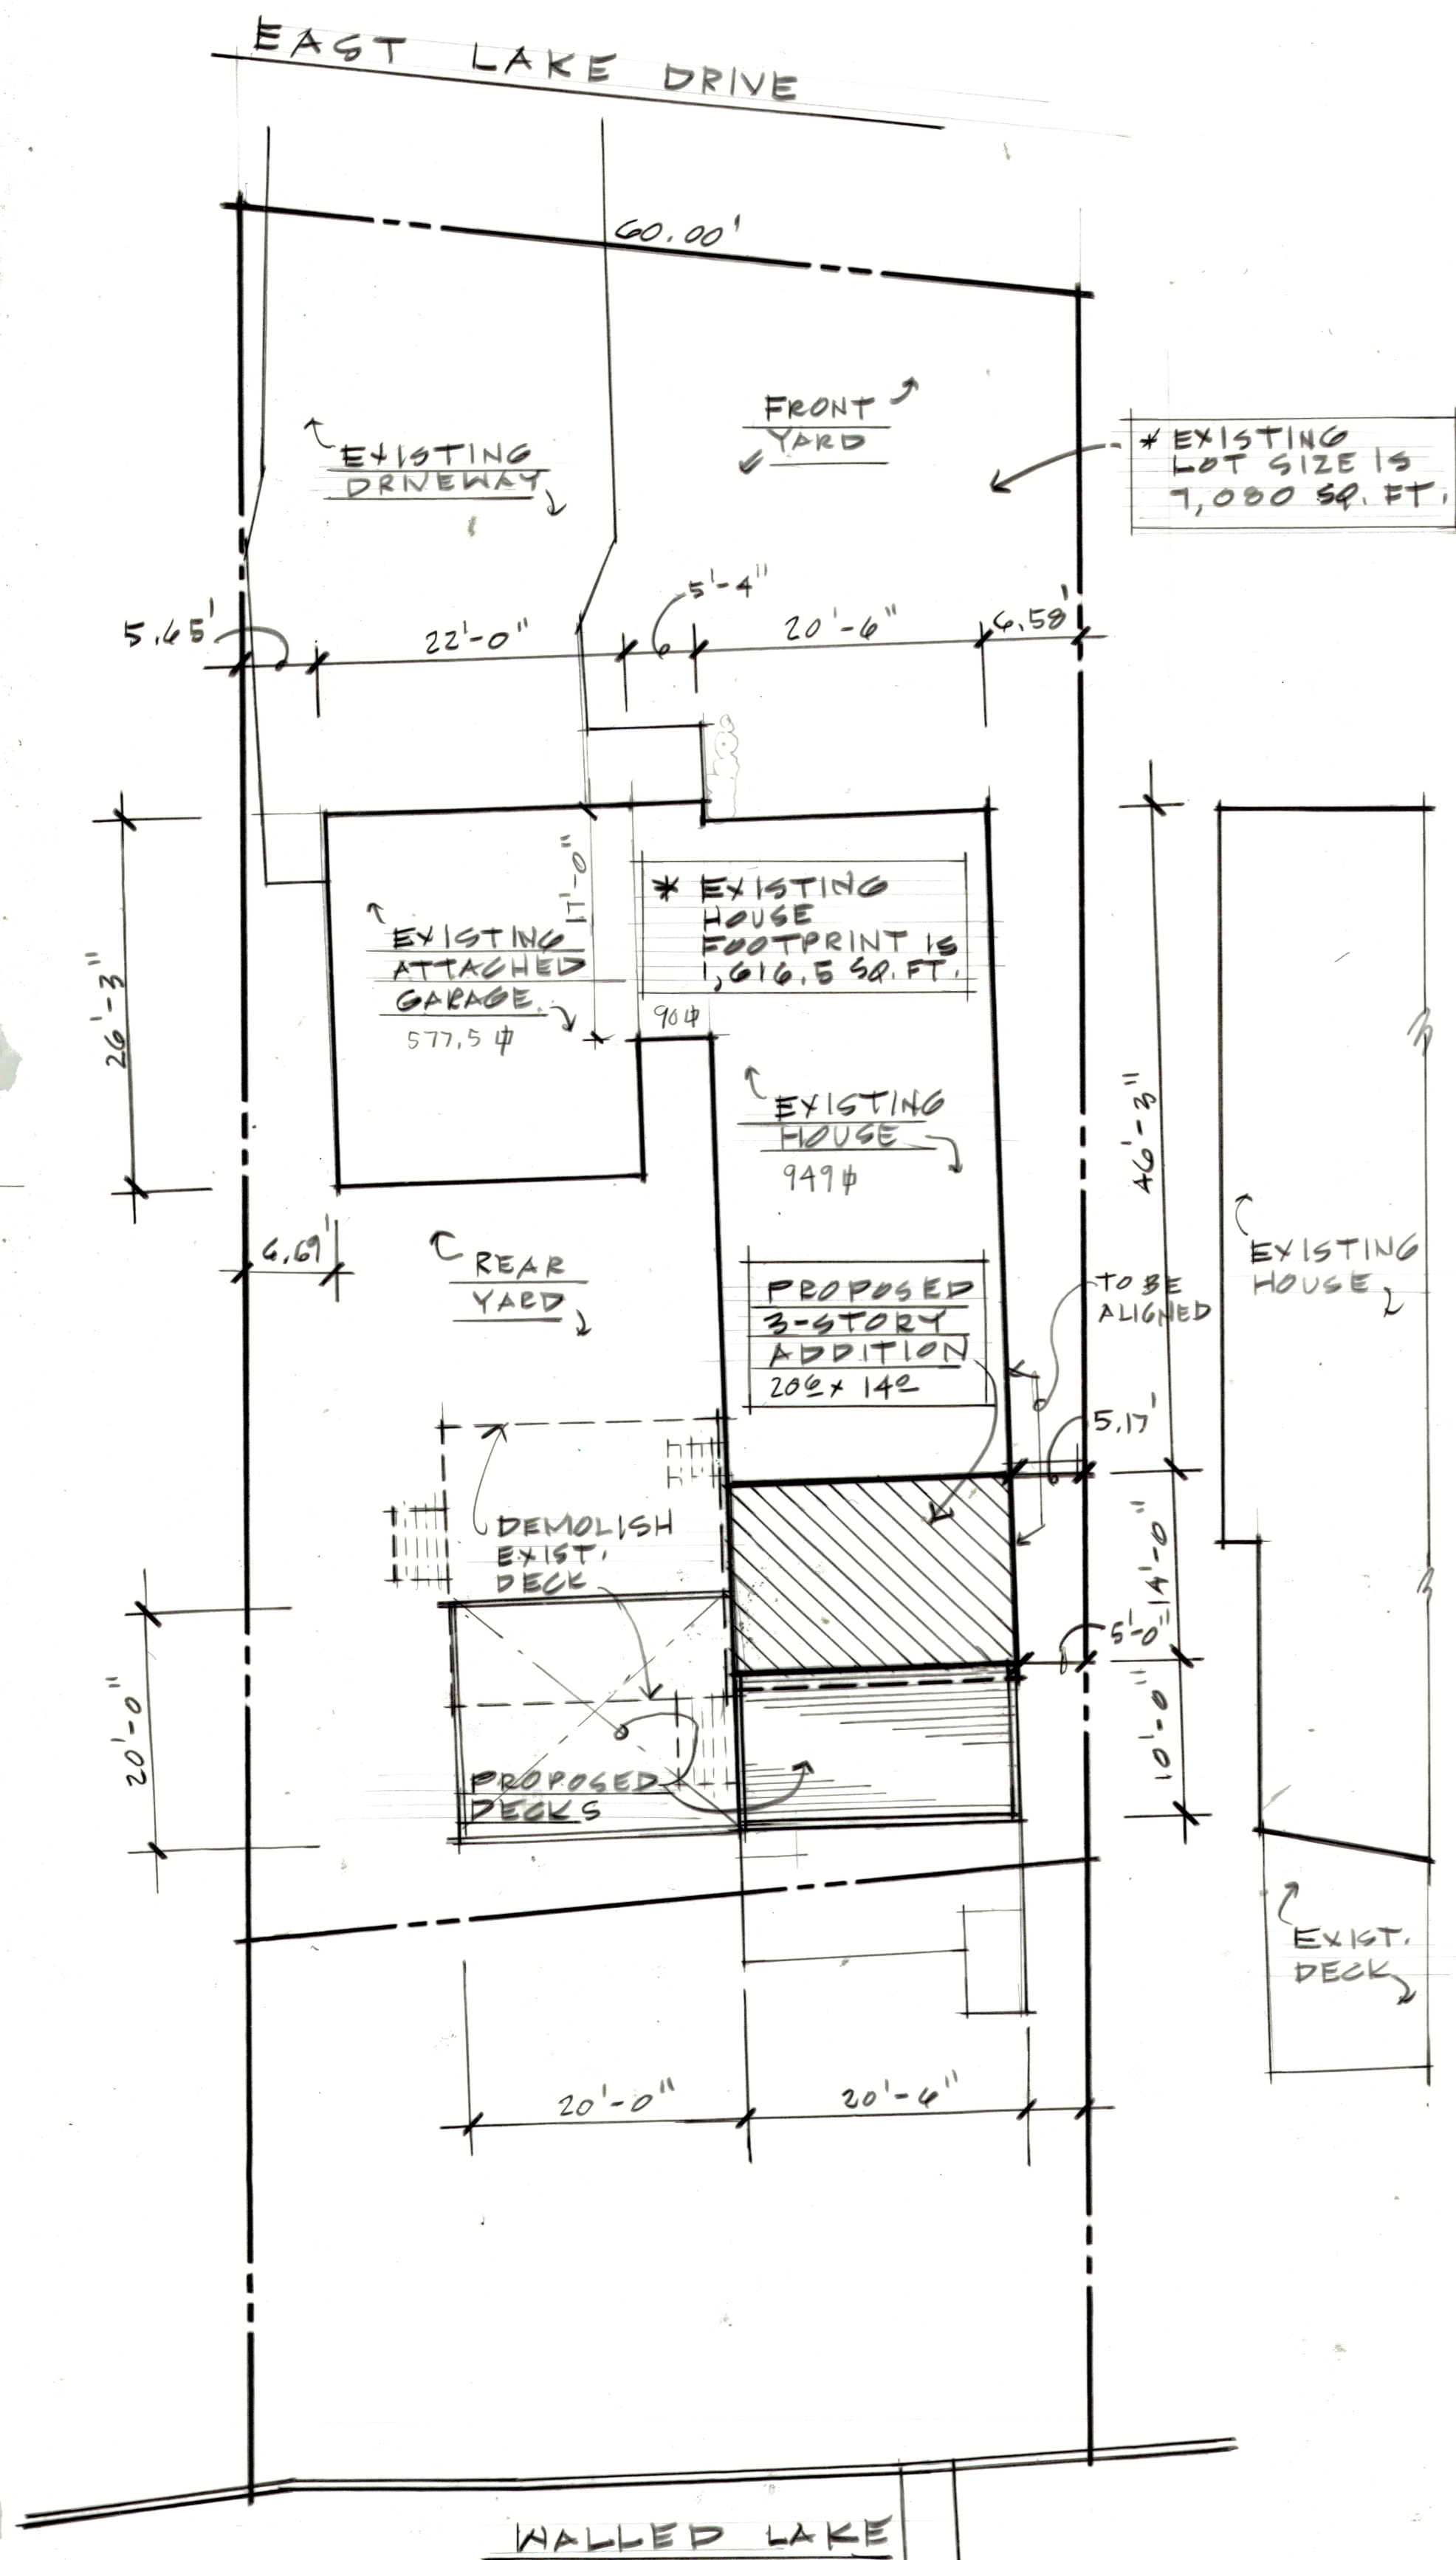 EAST LAKE DRIVE
60.00'
FRONT
YARD
EXISTING
DRIVEWAY
* EXISTING
LOT SIZE IS
7,080 SQ. FT.
5.65'
22'-0"
5'-4"
20'-6"
6.58'
17'-0"
* EXISTING
HOUSE
FOOTPRINT IS
1,616.5 SQ. FT.
EXISTING
ATTACHED
GARAGE
577.5 ⏀
90⏀
26'-3"
EXISTING
HOUSE
949⏀
46'-3"
EXISTING
HOUSE
6.69'
REAR
YARD
PROPOSED
3-STORY
ADDITION
20⁶ x 14⁰
TO BE
ALIGNED
5.17'
DEMOLISH
EXIST.
DECK
14'-0"
5'-0"
20'-0"
10'-0"
PROPOSED
DECKS
EXIST.
DECK
20'-0"
20'-6"
WALLED LAKE